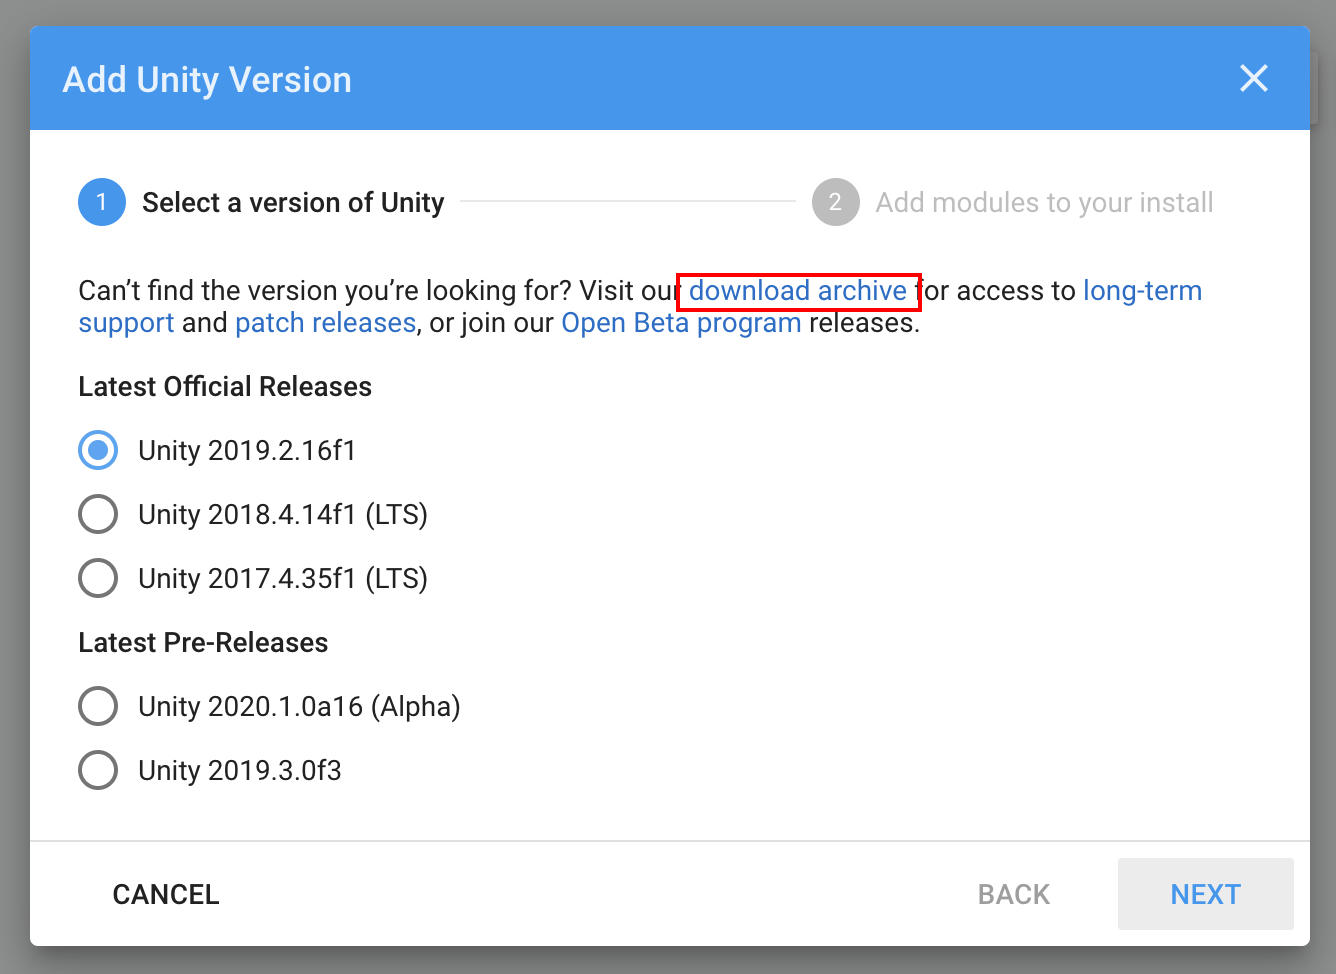 Add Unity Version
1 Select a version of Unity 2 Add modules to your install
Can't find the version you're looking for? Visit our download archive for access to long-term
support and patch releases, or join our Open Beta program releases.
Latest Official Releases
Unity 2019.2.16f1
Unity 2018.4.14f1 (LTS)
Unity 2017.4.35f1 (LTS)
Latest Pre-Releases
Unity 2020.1.0a16 (Alpha)
Unity 2019.3.0f3
CANCEL BACK NEXT